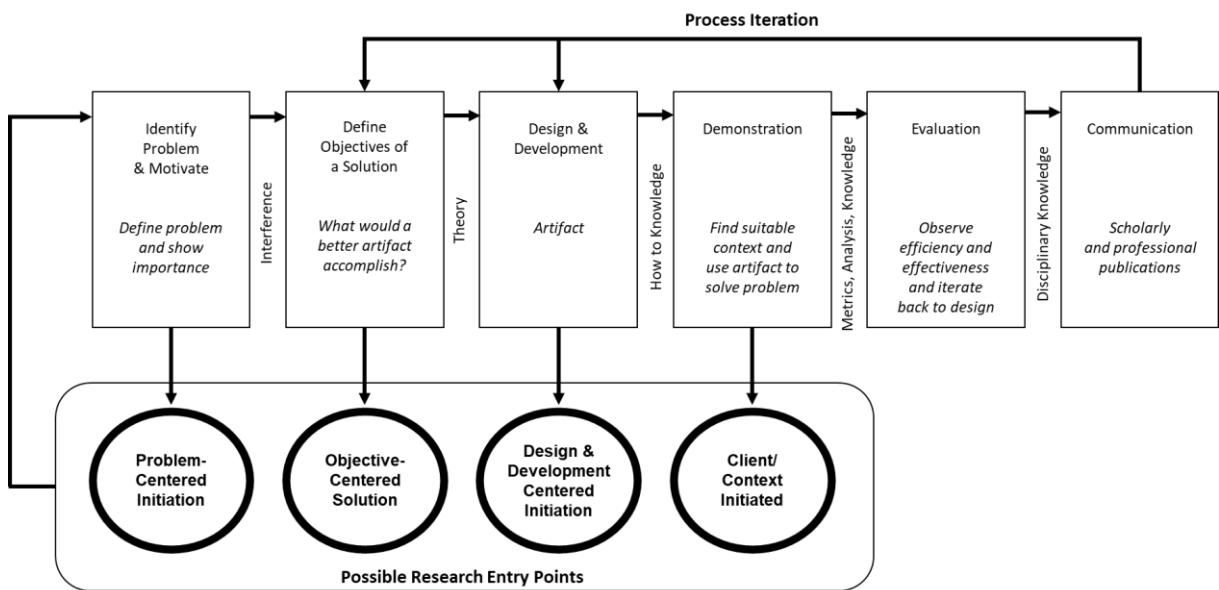 Process Iteration
Identify
Problem
& Motivate
Define problem
and show
importance
Interference
Define
Objectives of
a Solution
What would a
better artifact
accomplish?
Theory
Design &
Development
Artifact
How to Knowledge
Demonstration
Find suitable
context and
use artifact to
solve problem
Metrics, Analysis, Knowledge
Evaluation
Observe
efficiency and
effectiveness
and iterate
back to design
Disciplinary Knowledge
Communication
Scholarly
and professional
publications
Problem-
Centered
Initiation
Objective-
Centered
Solution
Design &
Development
Centered
Initiation
Client/
Context
Initiated
Possible Research Entry Points